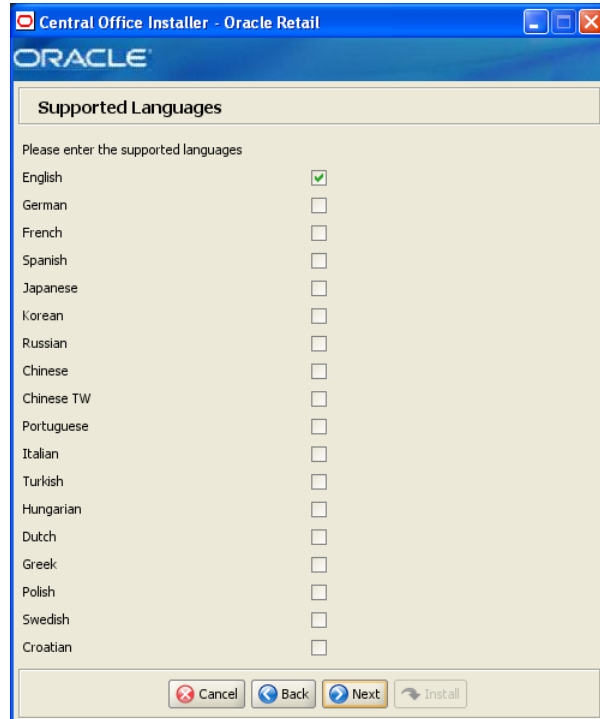 Central Office Installer - Oracle Retail
ORACLE
Supported Languages
Please enter the supported languages
English
German
French
Spanish
Japanese
Korean
Russian
Chinese
Chinese TW
Portuguese
Italian
Turkish
Hungarian
Dutch
Greek
Polish
Swedish
Croatian
Cancel Back Next Install